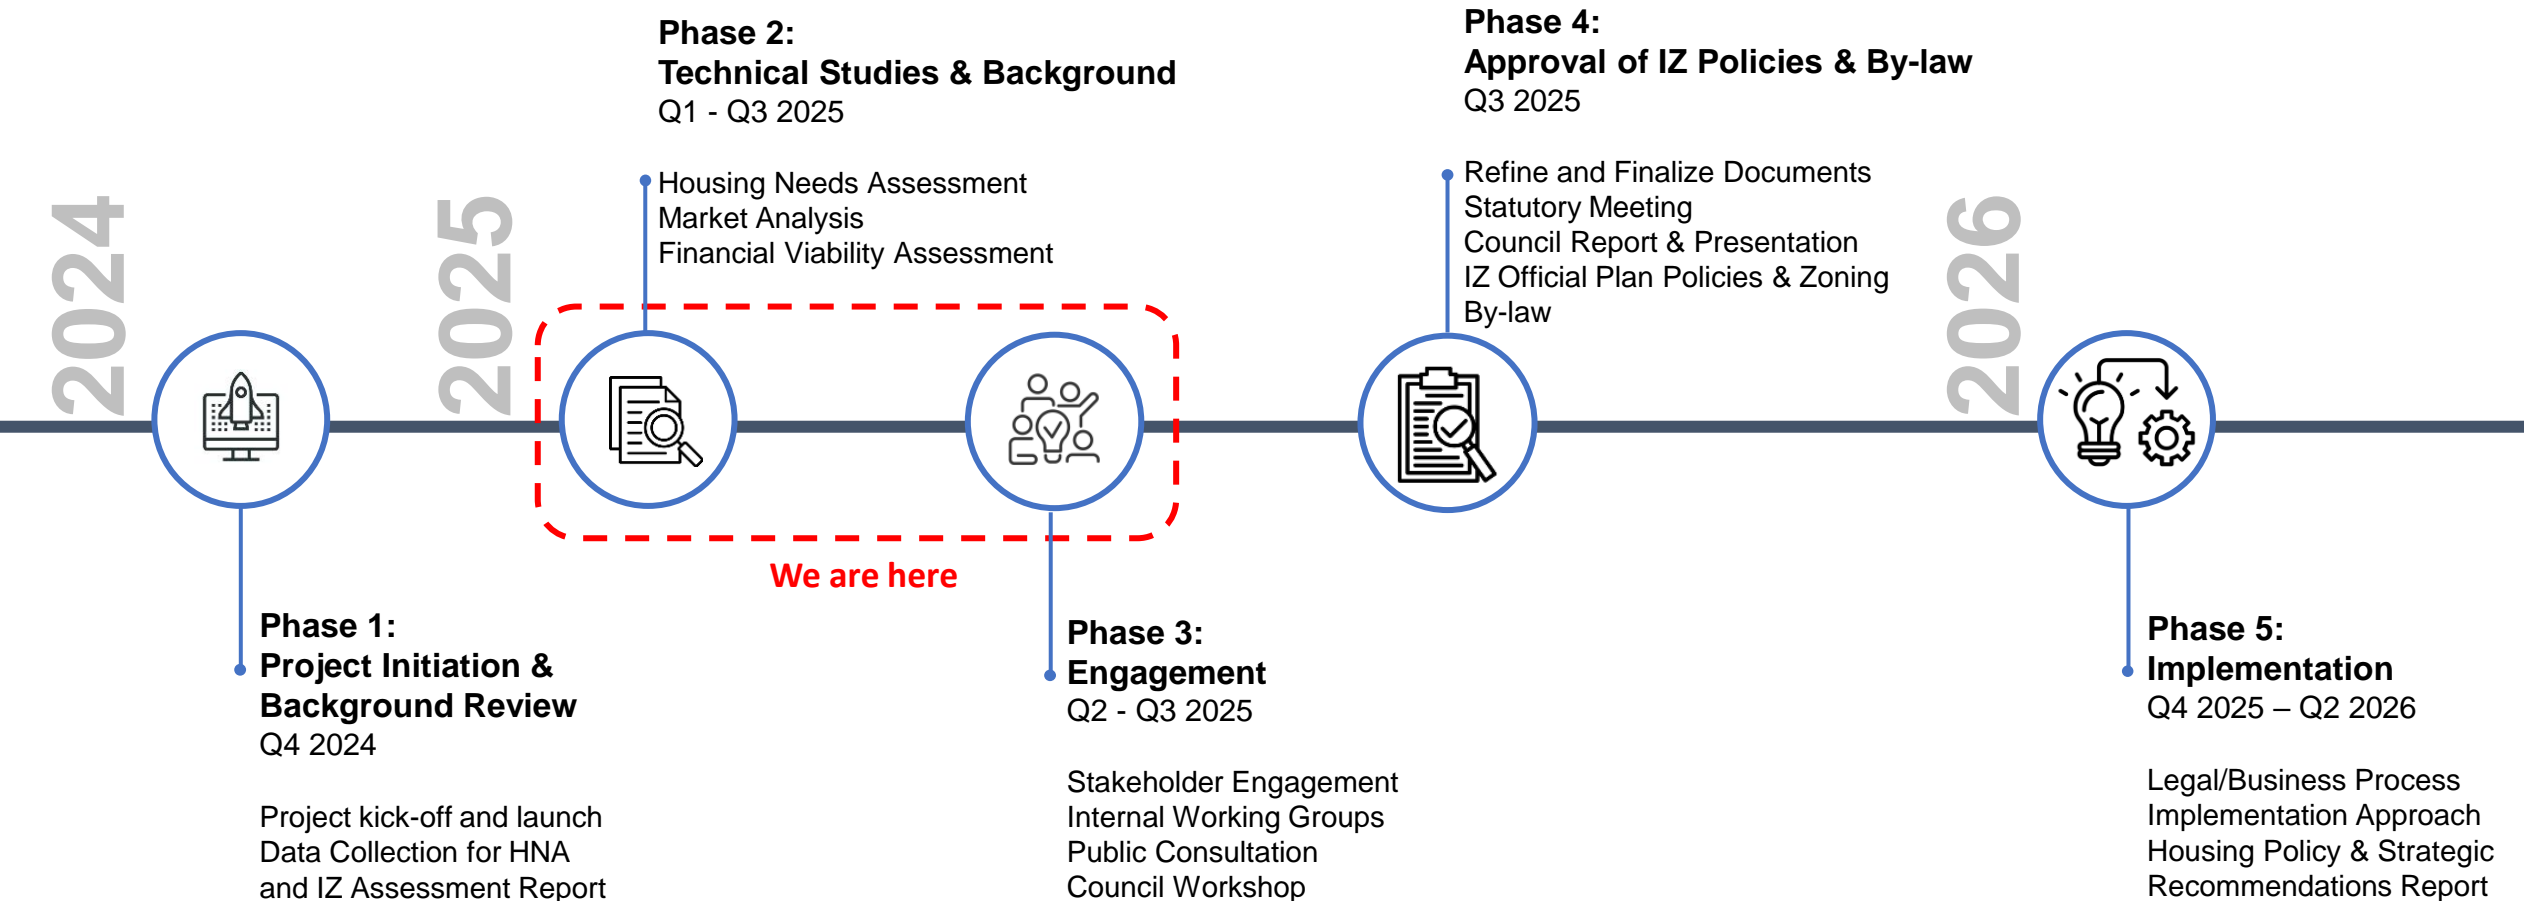 2024
Phase 1:
Project Initiation &
Background Review
Q4 2024
Project kick-off and launch
Data Collection for HNA
and IZ Assessment Report
2025
Phase 2:
Technical Studies & Background
Q1 - Q3 2025
Housing Needs Assessment
Market Analysis
Financial Viability Assessment
We are here
Phase 3:
Engagement
Q2 - Q3 2025
Stakeholder Engagement
Internal Working Groups
Public Consultation
Council Workshop
Phase 4:
Approval of IZ Policies & By-law
Q3 2025
Refine and Finalize Documents
Statutory Meeting
Council Report & Presentation
IZ Official Plan Policies & Zoning
By-law
2026
Phase 5:
Implementation
Q4 2025 – Q2 2026
Legal/Business Process
Implementation Approach
Housing Policy & Strategic
Recommendations Report